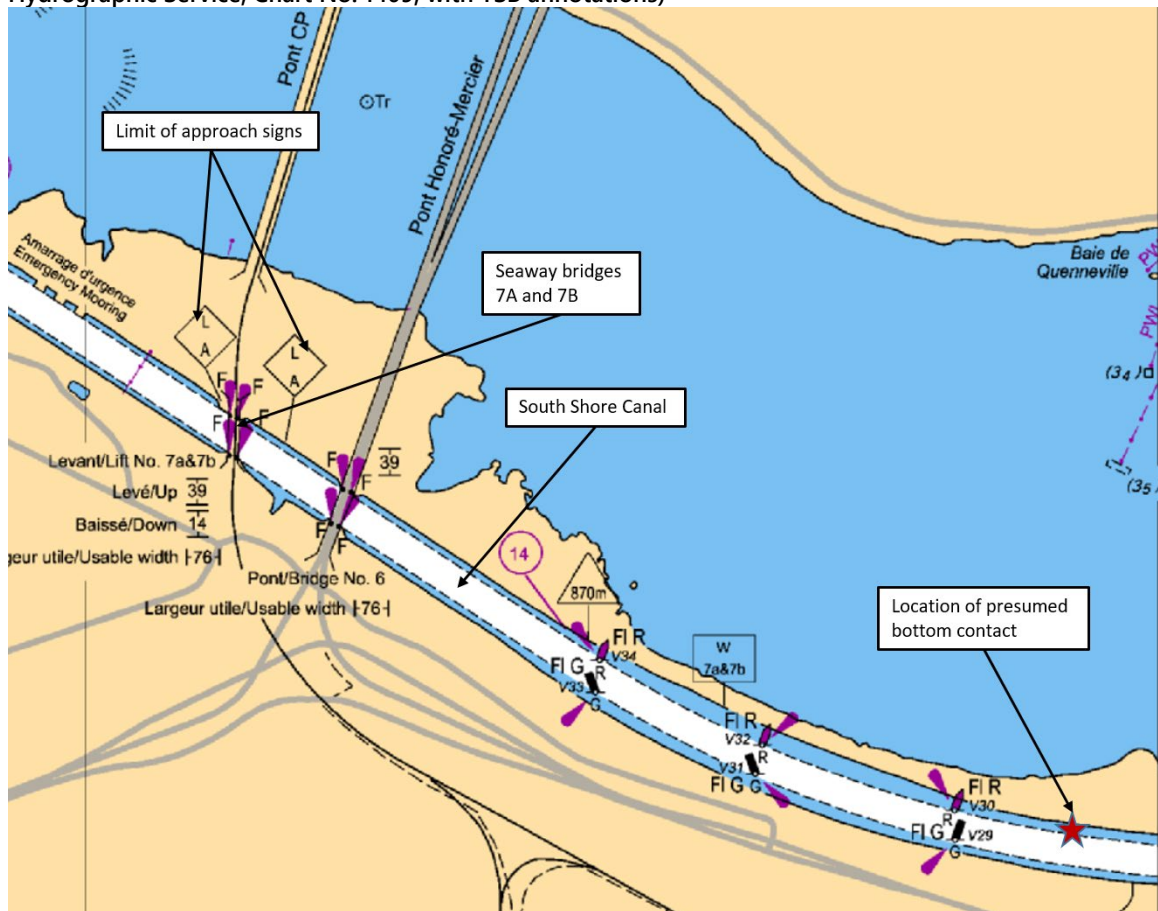 Hydrographic Service, Chart No. 1409, with TSB annotations)
Pont CP
Tr
Limit of approach signs
Pont Honoré-Mercier
Baie de
Quenneville
Amarrage d'urgence
Emergency Mooring
Seaway bridges
7A and 7B
L
A
L
A
(34)
South Shore Canal
F
F
F
F
Levant/Lift No. 7a&7b
F
F
39
Levé/Up 39
(35)
Baissé/Down 14
F
F
geur utile/Usable width 76
Pont/Bridge No. 6
14
870m
Largeur utile/Usable width 76
Location of presumed
bottom contact
Fl R
V34
W
7a&7b
Fl G
R
V33
G
Fl R
V32
R
V31
Fl G
G
Fl R
V30
R
Fl G
V29
G